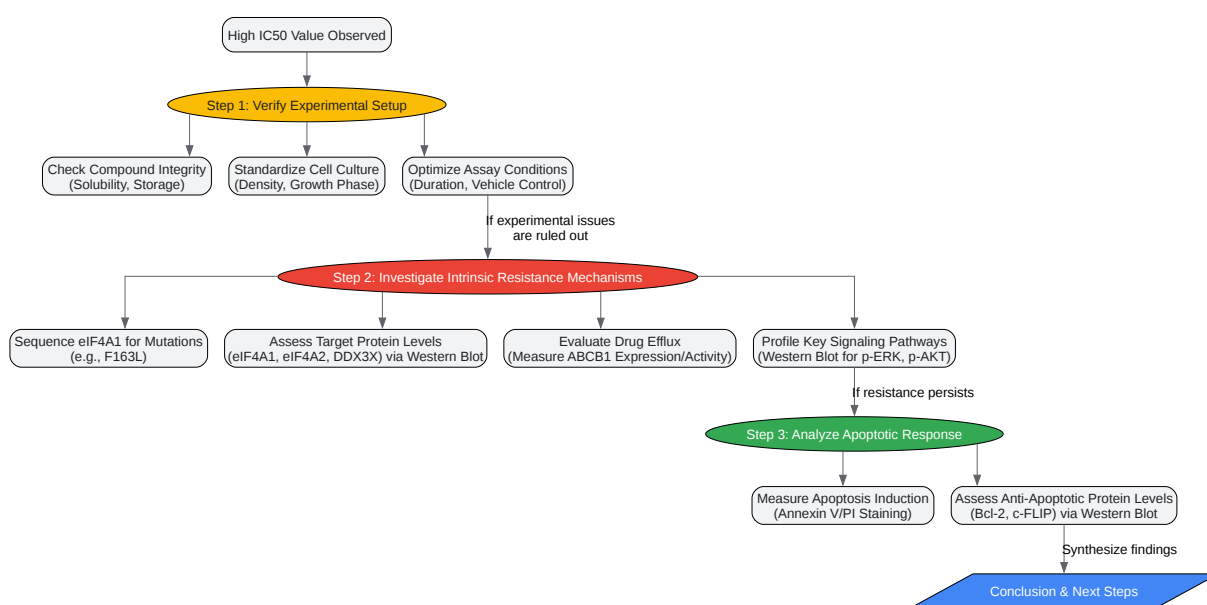 High IC50 Value Observed
Step 1: Verify Experimental Setup
Check Compound Integrity
(Solubility, Storage)
Standardize Cell Culture
(Density, Growth Phase)
Optimize Assay Conditions
(Duration, Vehicle Control)
If experimental issues
are ruled out
Step 2: Investigate Intrinsic Resistance Mechanisms
Sequence eIF4A1 for Mutations
(e.g., F163L)
Assess Target Protein Levels
(eIF4A1, eIF4A2, DDX3X) via Western Blot
Evaluate Drug Efflux
(Measure ABCB1 Expression/Activity)
Profile Key Signaling Pathways
(Western Blot for p-ERK, p-AKT)
If resistance persists
Step 3: Analyze Apoptotic Response
Measure Apoptosis Induction
(Annexin V/PI Staining)
Assess Anti-Apoptotic Protein Levels
(Bcl-2, c-FLIP) via Western Blot
Synthesize findings
Conclusion & Next Steps